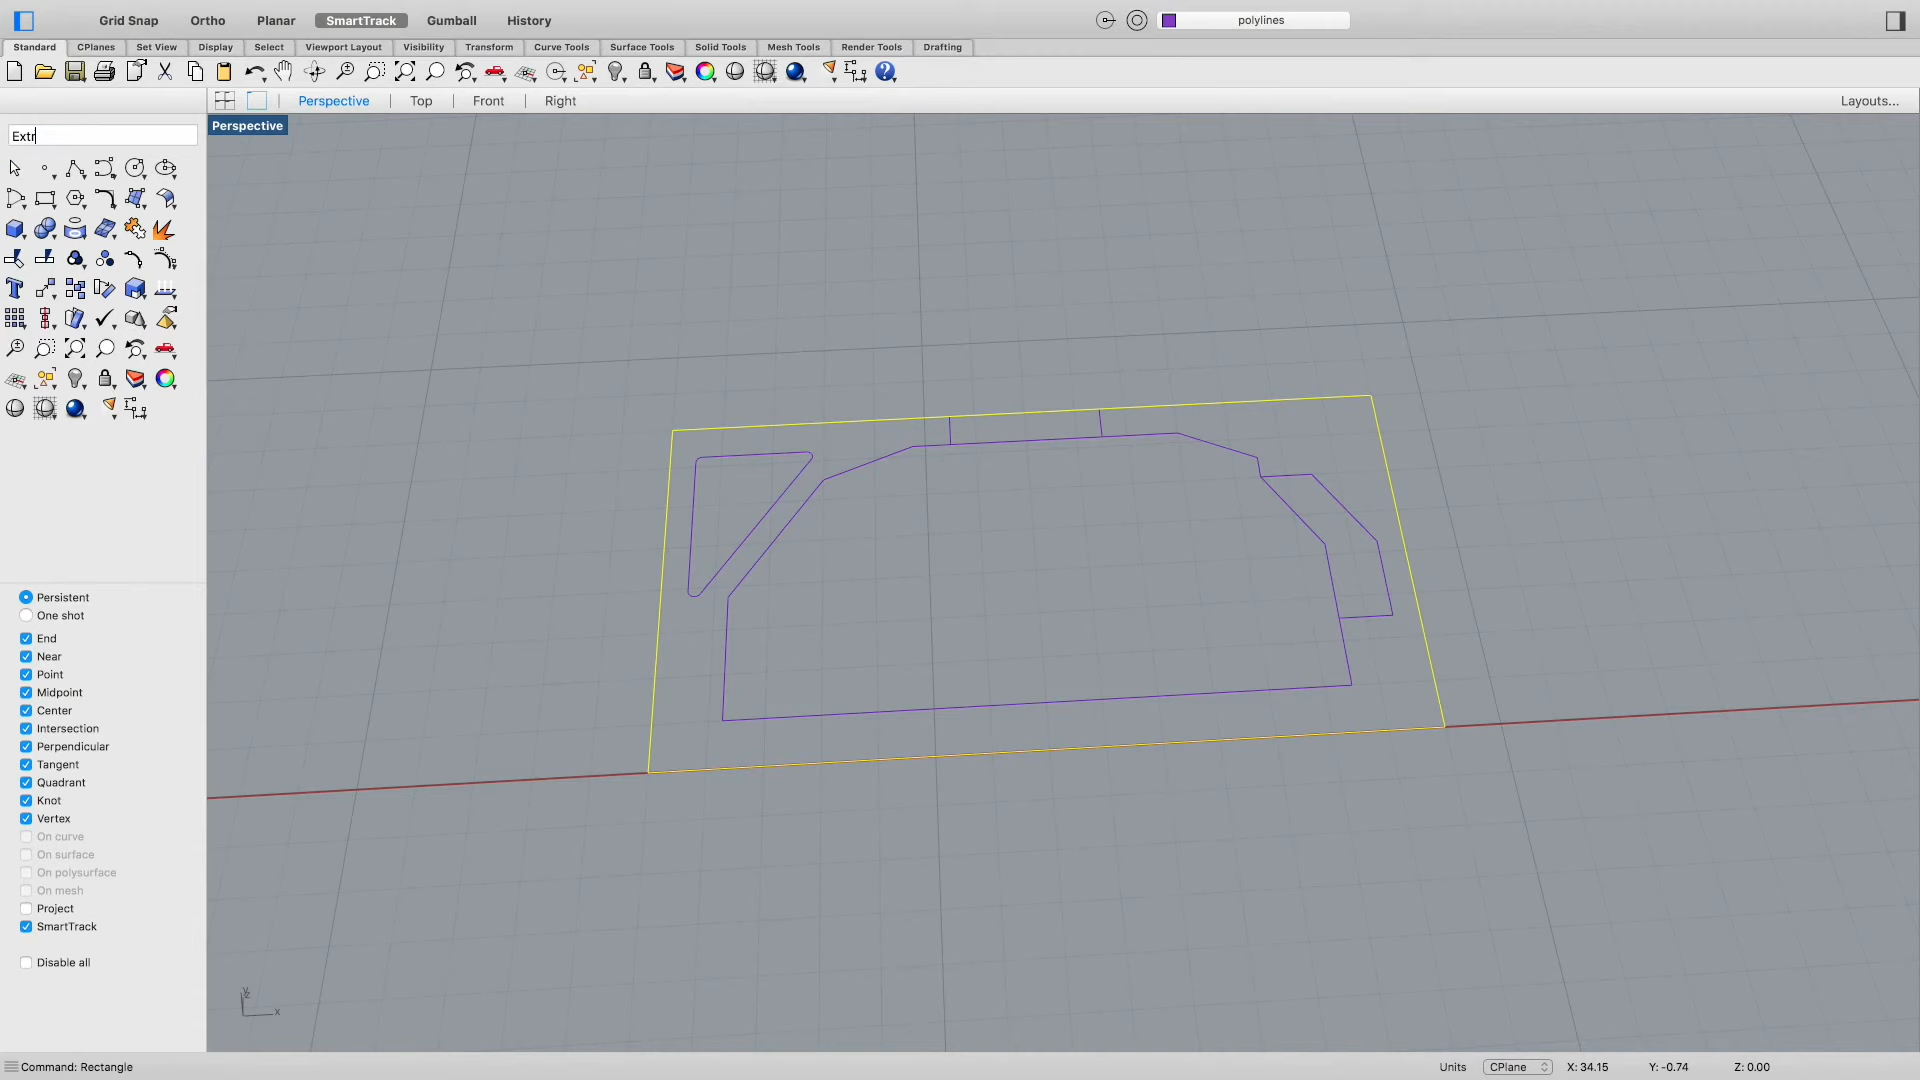 Grid Snap Ortho Planar SmartTrack Gumball History polylines
Standard CPlanes Set View Display Select Viewport Layout Visibility Transform Curve Tools Surface Tools Solid Tools Mesh Tools Render Tools Drafting
Perspective Top Front Right Layouts...
Perspective
Extr
Persistent
One shot
End
Near
Point
Midpoint
Center
Intersection
Perpendicular
Tangent
Quadrant
Knot
Vertex
On curve
On surface
On polysurface
On mesh
Project
SmartTrack
Disable all
y
z
x
Command: Rectangle Units CPlane X: 34.15 Y: -0.74 Z: 0.00